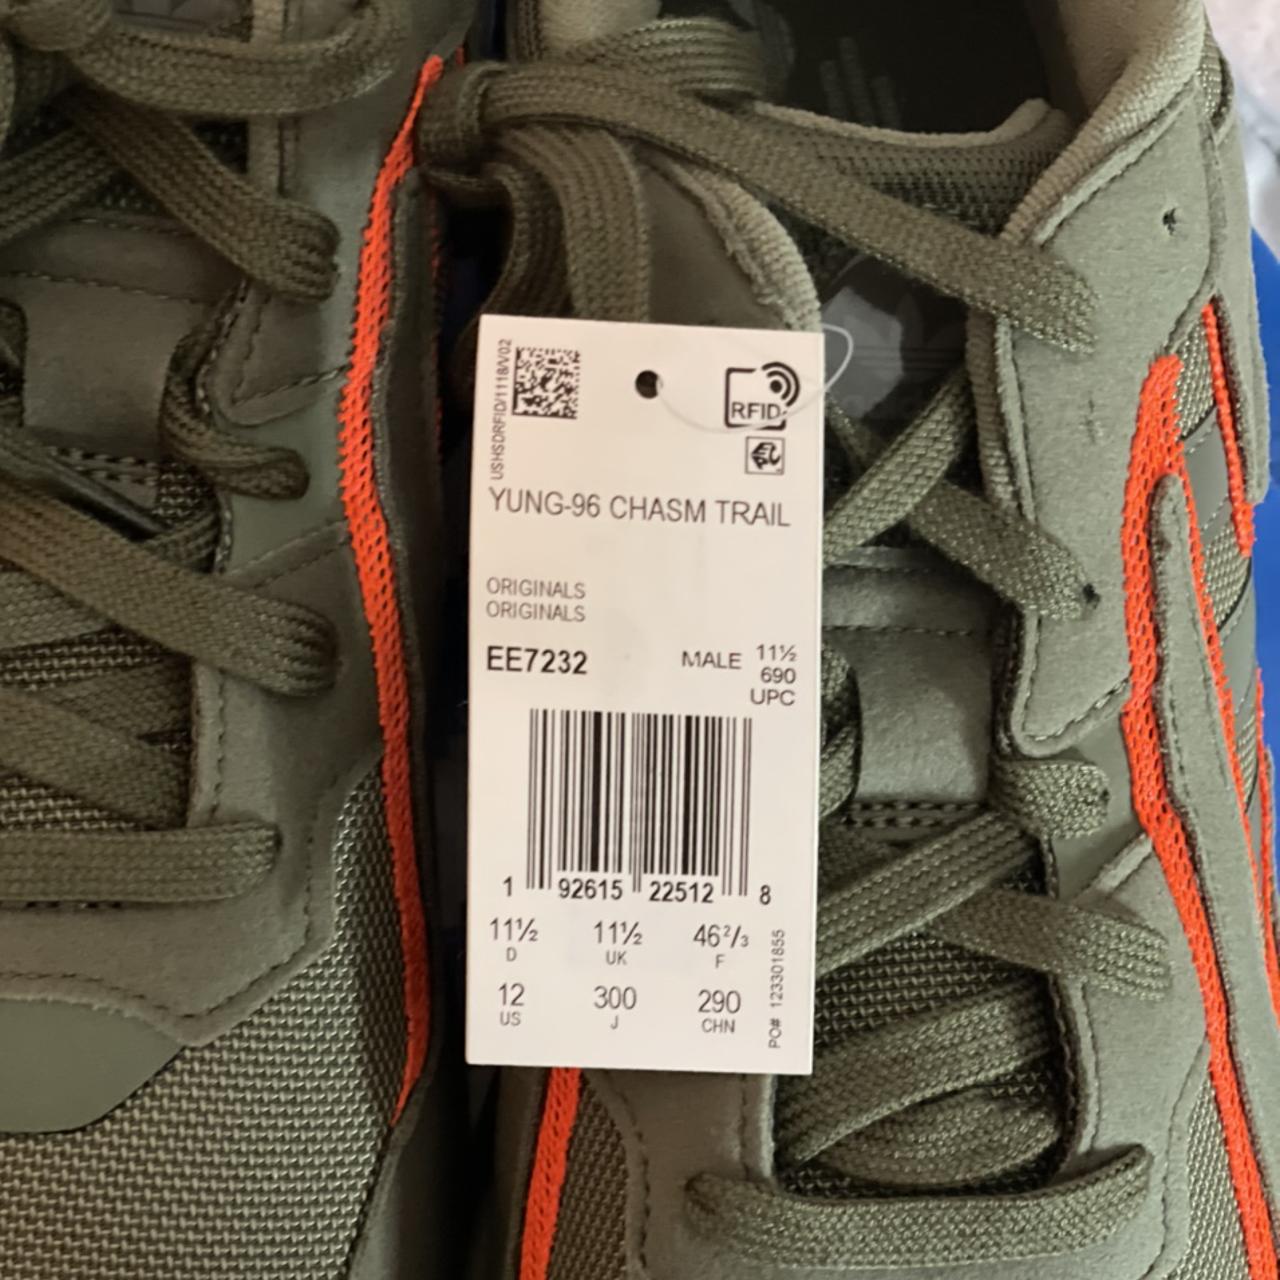 USHSDRFID/1118/V02
RFID
YUNG-96 CHASM TRAIL
ORIGINALS
ORIGINALS
EE7232
MALE 11½
690
UPC
1 92615 22512 8
11½ 11½ 46²/₃
D UK F
12 300 290
US J CHN
PO# 123301855